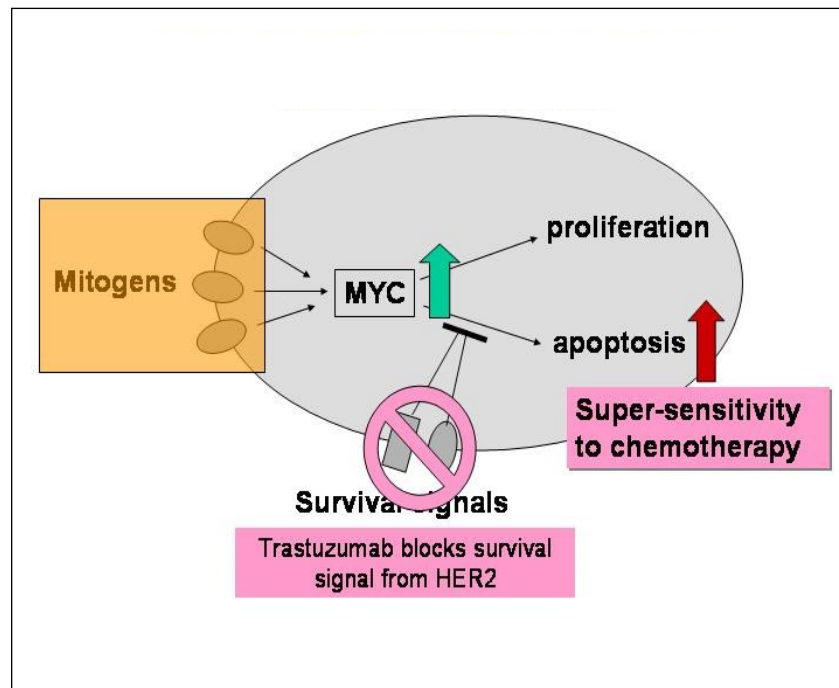 proliferation
Mitogens
MYC
apoptosis
Super-sensitivity
to chemotherapy
Survival signals
Trastuzumab blocks survival
signal from HER2